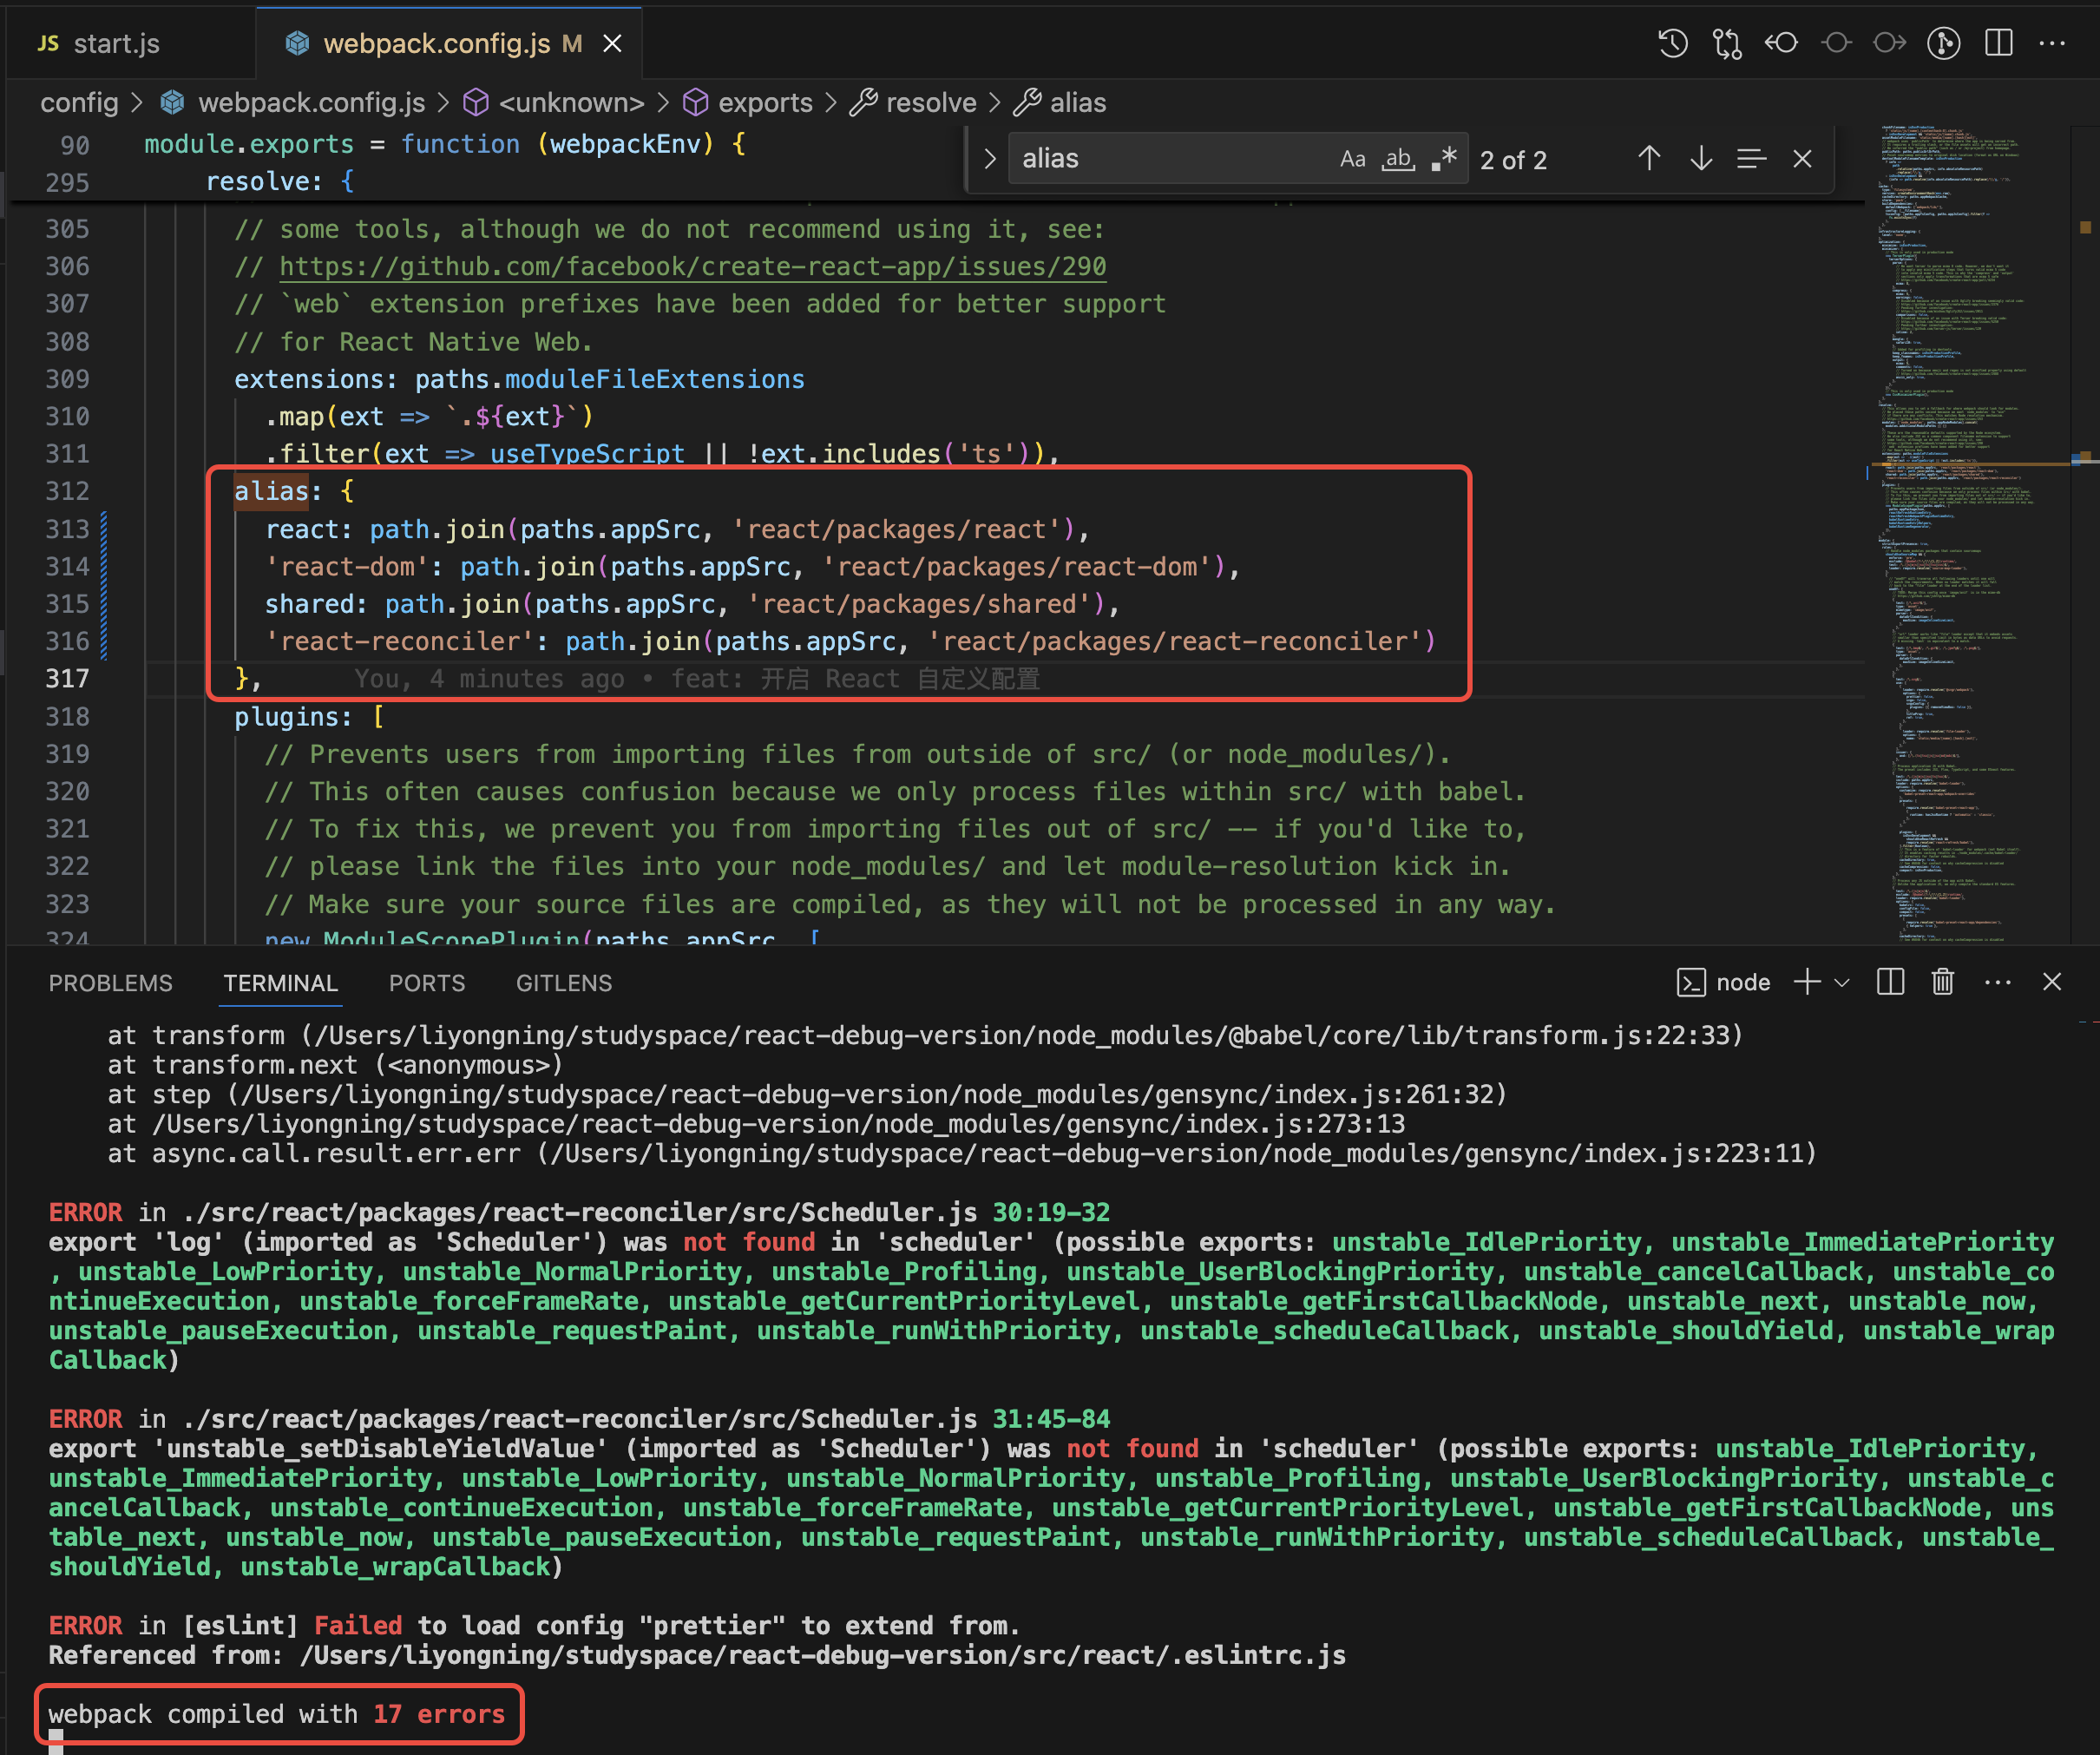 JS start.js
webpack.config.js M
config > webpack.config.js > <unknown> > exports > resolve > alias
90 module.exports = function (webpackEnv) {
295 resolve: {
alias Aa ab .* 2 of 2
305 // some tools, although we do not recommend using it, see:
306 // https://github.com/facebook/create-react-app/issues/290
307 // `web` extension prefixes have been added for better support
308 // for React Native Web.
309 extensions: paths.moduleFileExtensions
310 .map(ext => `.${ext}`)
311 .filter(ext => useTypeScript || !ext.includes('ts')),
312 alias: {
313 react: path.join(paths.appSrc, 'react/packages/react'),
314 'react-dom': path.join(paths.appSrc, 'react/packages/react-dom'),
315 shared: path.join(paths.appSrc, 'react/packages/shared'),
316 'react-reconciler': path.join(paths.appSrc, 'react/packages/react-reconciler')
317 }, You, 4 minutes ago • feat: 开启 React 自定义配置
318 plugins: [
319 // Prevents users from importing files from outside of src/ (or node_modules/).
320 // This often causes confusion because we only process files within src/ with babel.
321 // To fix this, we prevent you from importing files out of src/ -- if you'd like to,
322 // please link the files into your node_modules/ and let module-resolution kick in.
323 // Make sure your source files are compiled, as they will not be processed in any way.
324 new ModuleScopePlugin(paths.appSrc, [
PROBLEMS TERMINAL PORTS GITLENS node
at transform (/Users/liyongning/studyspace/react-debug-version/node_modules/@babel/core/lib/transform.js:22:33)
at transform.next (<anonymous>)
at step (/Users/liyongning/studyspace/react-debug-version/node_modules/gensync/index.js:261:32)
at /Users/liyongning/studyspace/react-debug-version/node_modules/gensync/index.js:273:13
at async.call.result.err.err (/Users/liyongning/studyspace/react-debug-version/node_modules/gensync/index.js:223:11)
ERROR in ./src/react/packages/react-reconciler/src/Scheduler.js 30:19-32
export 'log' (imported as 'Scheduler') was not found in 'scheduler' (possible exports: unstable_IdlePriority, unstable_ImmediatePriority
, unstable_LowPriority, unstable_NormalPriority, unstable_Profiling, unstable_UserBlockingPriority, unstable_cancelCallback, unstable_co
ntinueExecution, unstable_forceFrameRate, unstable_getCurrentPriorityLevel, unstable_getFirstCallbackNode, unstable_next, unstable_now,
unstable_pauseExecution, unstable_requestPaint, unstable_runWithPriority, unstable_scheduleCallback, unstable_shouldYield, unstable_wrap
Callback)
ERROR in ./src/react/packages/react-reconciler/src/Scheduler.js 31:45-84
export 'unstable_setDisableYieldValue' (imported as 'Scheduler') was not found in 'scheduler' (possible exports: unstable_IdlePriority,
unstable_ImmediatePriority, unstable_LowPriority, unstable_NormalPriority, unstable_Profiling, unstable_UserBlockingPriority, unstable_c
ancelCallback, unstable_continueExecution, unstable_forceFrameRate, unstable_getCurrentPriorityLevel, unstable_getFirstCallbackNode, uns
table_next, unstable_now, unstable_pauseExecution, unstable_requestPaint, unstable_runWithPriority, unstable_scheduleCallback, unstable_
shouldYield, unstable_wrapCallback)
ERROR in [eslint] Failed to load config "prettier" to extend from.
Referenced from: /Users/liyongning/studyspace/react-debug-version/src/react/.eslintrc.js
webpack compiled with 17 errors